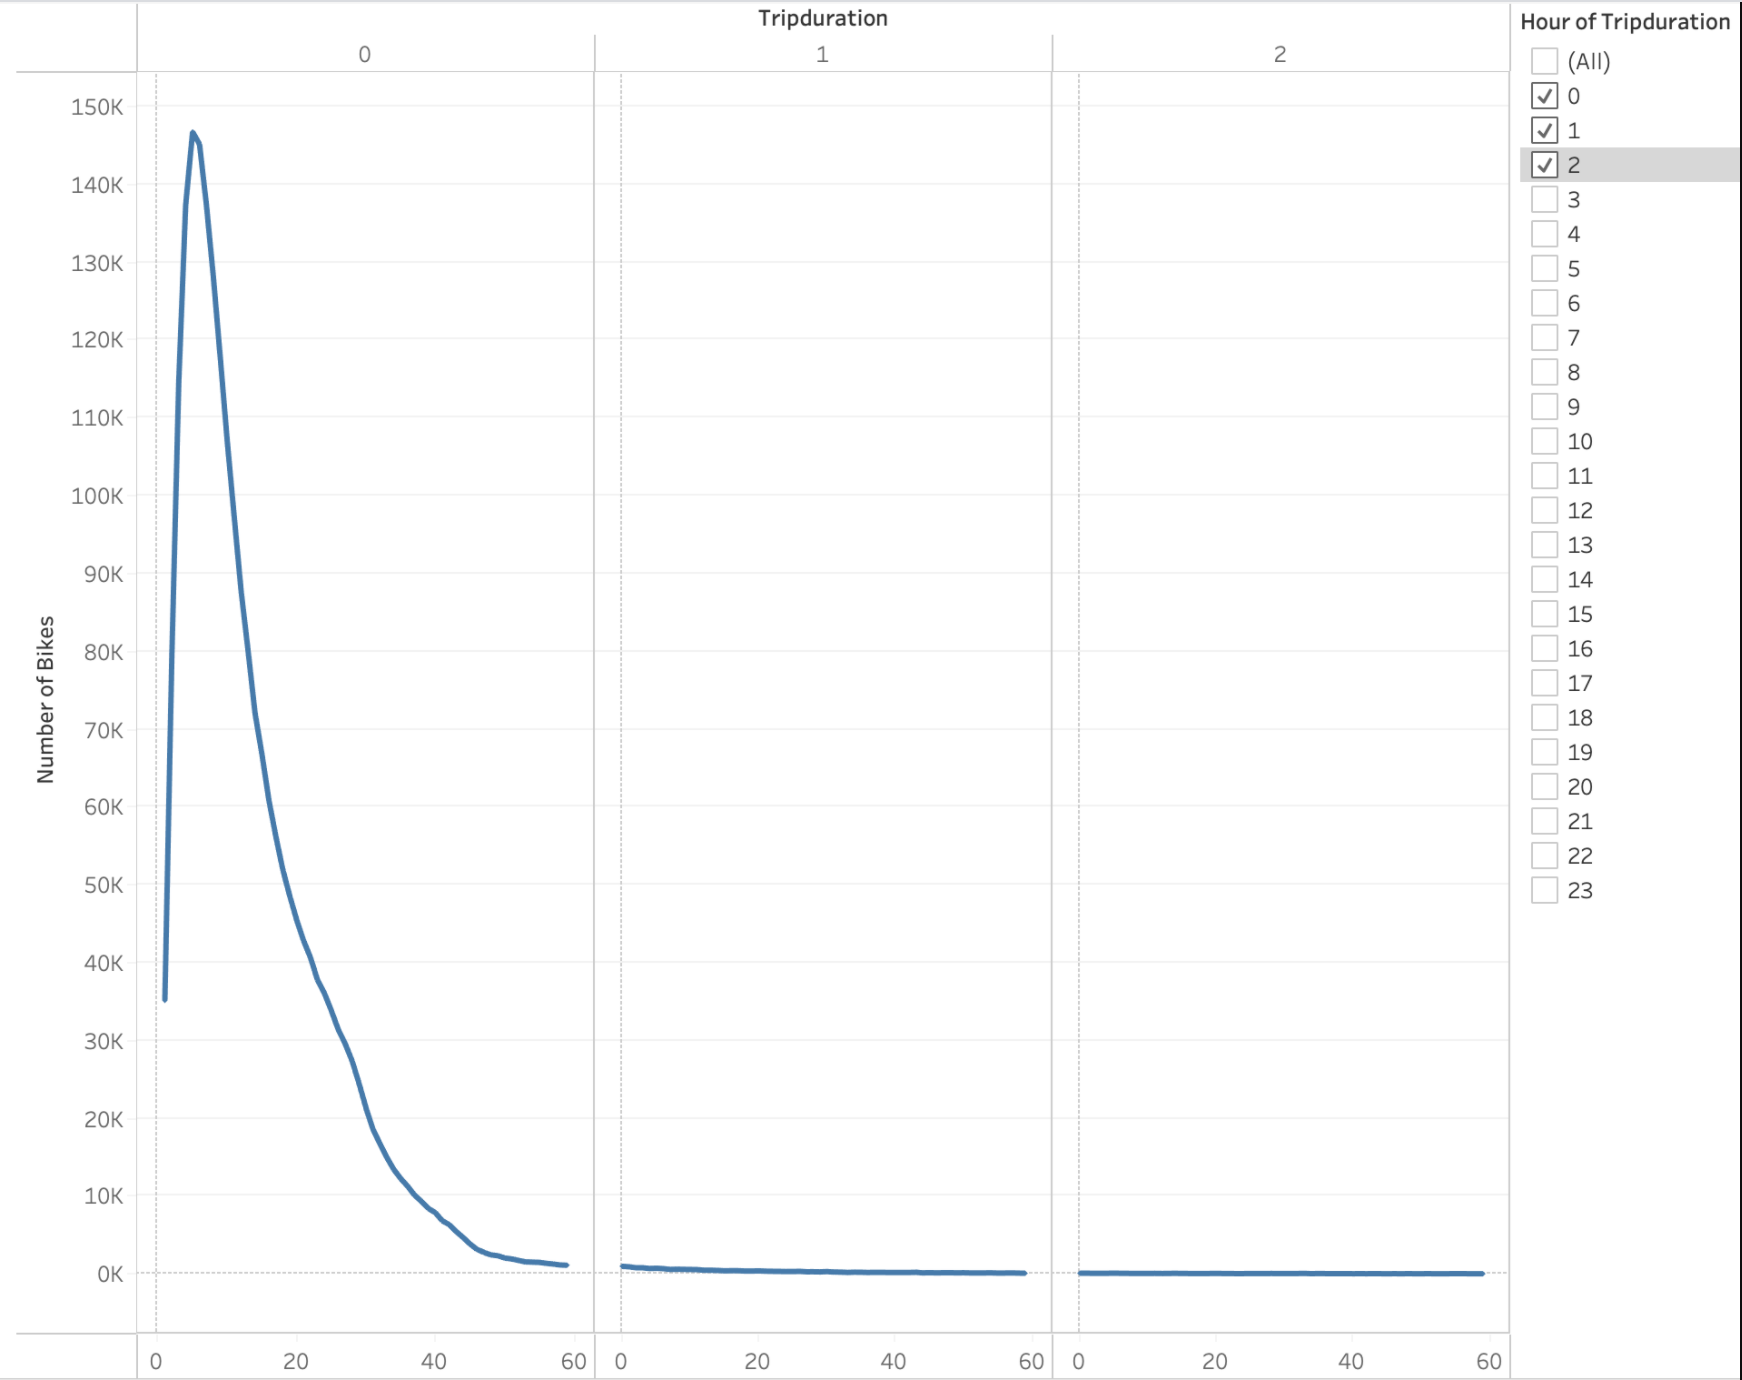 Tripduration
0 1 2
150K
140K
130K
120K
110K
100K
90K
80K
70K
60K
50K
40K
30K
20K
10K
0K
Number of Bikes
0 20 40 60 0 20 40 60 0 20 40 60
Hour of Tripduration
(All)
0
1
2
3
4
5
6
7
8
9
10
11
12
13
14
15
16
17
18
19
20
21
22
23